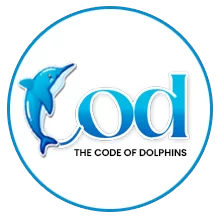 Cod
THE CODE OF DOLPHINS